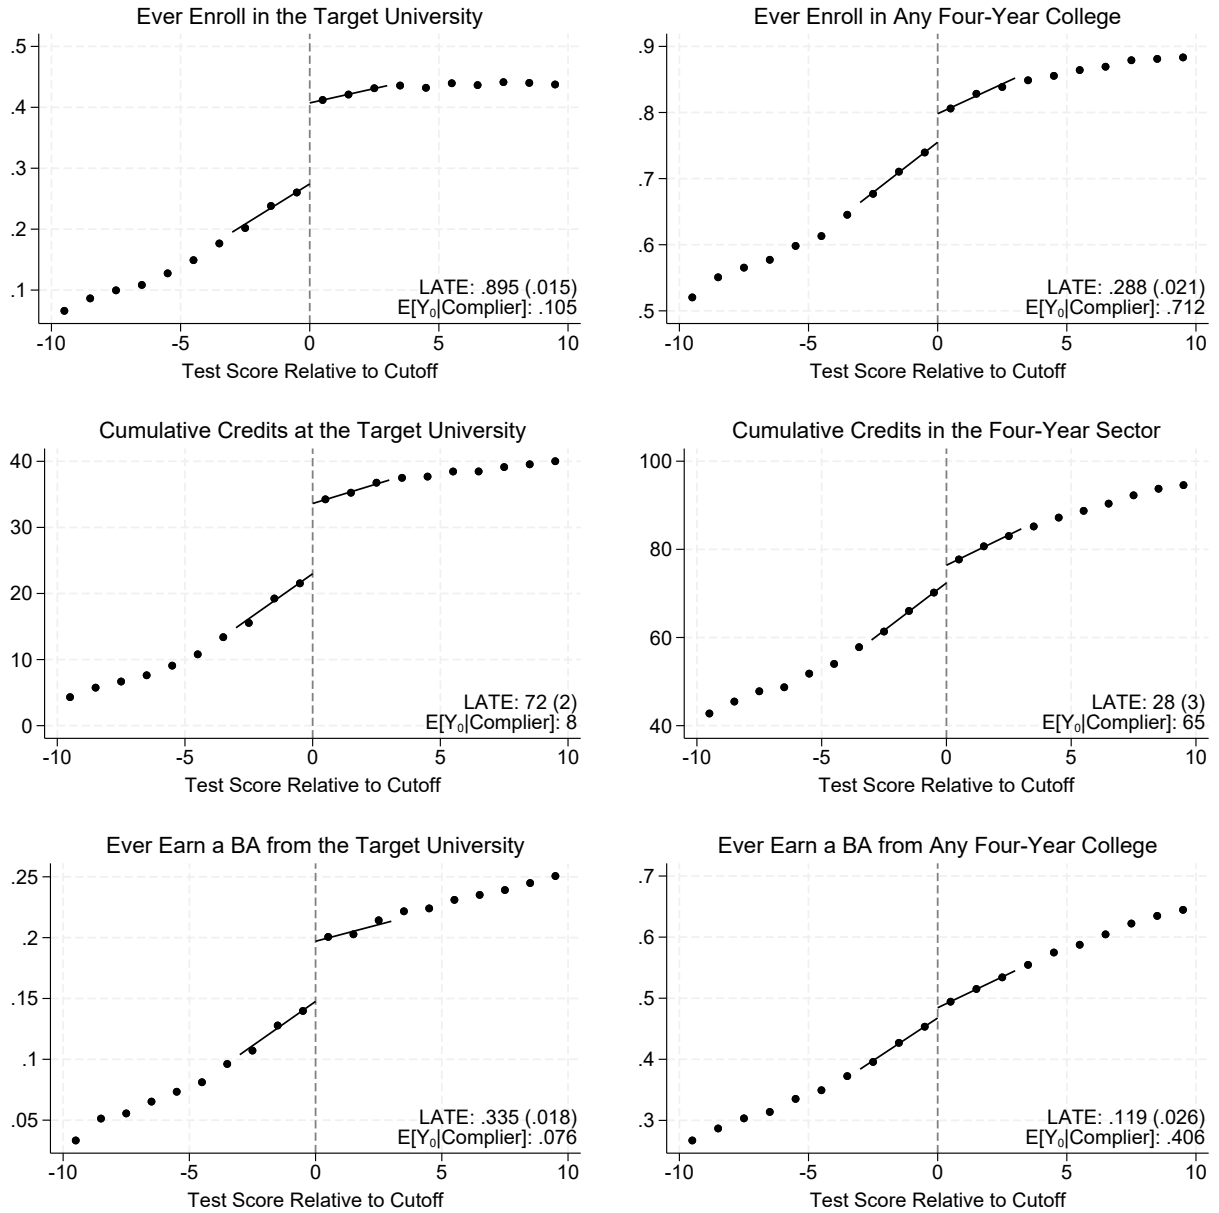 Ever Enroll in the Target University
.5
.4
.3
.2
.1
LATE: .895 (.015)
E[Y₀|Complier]: .105
-10 -5 0 5 10
Test Score Relative to Cutoff
Ever Enroll in Any Four-Year College
.9
.8
.7
.6
.5
LATE: .288 (.021)
E[Y₀|Complier]: .712
-10 -5 0 5 10
Test Score Relative to Cutoff
Cumulative Credits at the Target University
40
30
20
10
0
LATE: 72 (2)
E[Y₀|Complier]: 8
-10 -5 0 5 10
Test Score Relative to Cutoff
Cumulative Credits in the Four-Year Sector
100
80
60
40
LATE: 28 (3)
E[Y₀|Complier]: 65
-10 -5 0 5 10
Test Score Relative to Cutoff
Ever Earn a BA from the Target University
.25
.2
.15
.1
.05
LATE: .335 (.018)
E[Y₀|Complier]: .076
-10 -5 0 5 10
Test Score Relative to Cutoff
Ever Earn a BA from Any Four-Year College
.7
.6
.5
.4
.3
LATE: .119 (.026)
E[Y₀|Complier]: .406
-10 -5 0 5 10
Test Score Relative to Cutoff